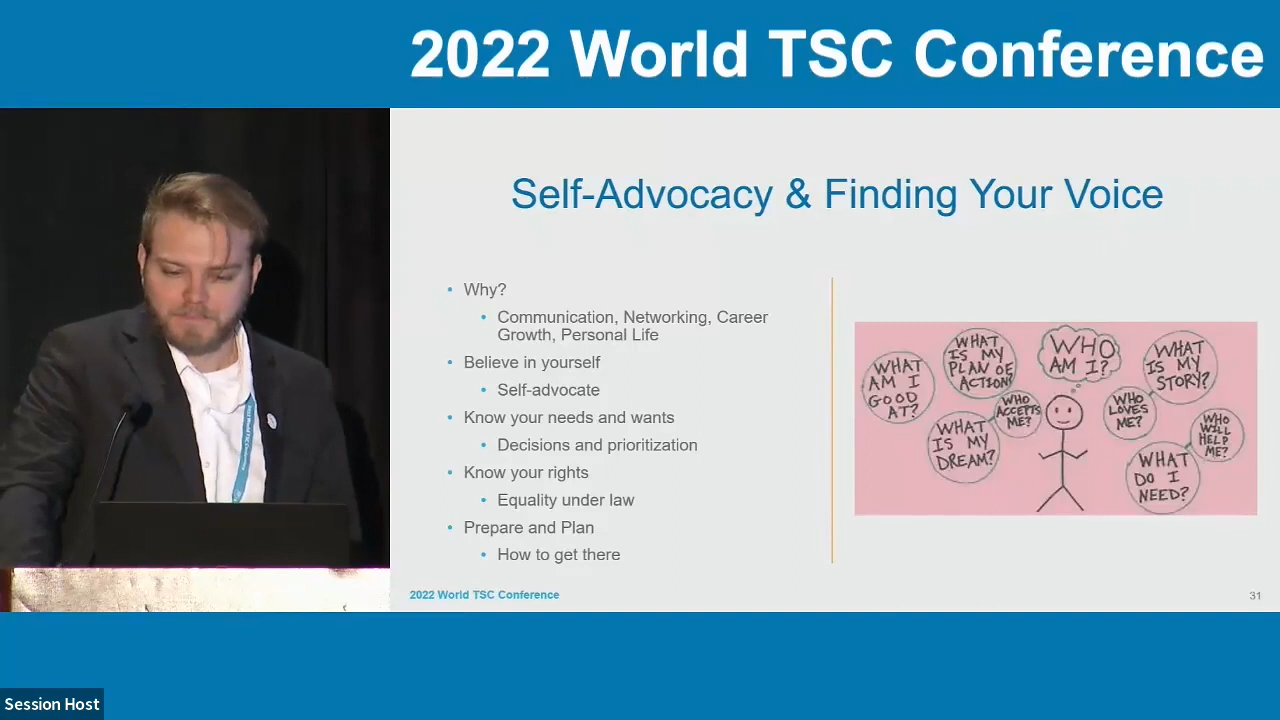 2022 World TSC Conference
Self-Advocacy & Finding Your Voice
• Why?
• Communication, Networking, Career
Growth, Personal Life
• Believe in yourself
• Self-advocate
• Know your needs and wants
• Decisions and prioritization
• Know your rights
• Equality under law
• Prepare and Plan
• How to get there
WHAT
AM I
GOOD
AT?
WHAT
IS MY
PLAN OF
ACTION?
WHO
AM I?
WHAT
IS MY
STORY?
WHO
ACCEPTS
ME?
WHO
LOVES
ME?
WHAT
IS MY
DREAM?
WHO
WILL
HELP
ME?
WHAT
DO I
NEED?
2022 World TSC Conference
31
Session Host